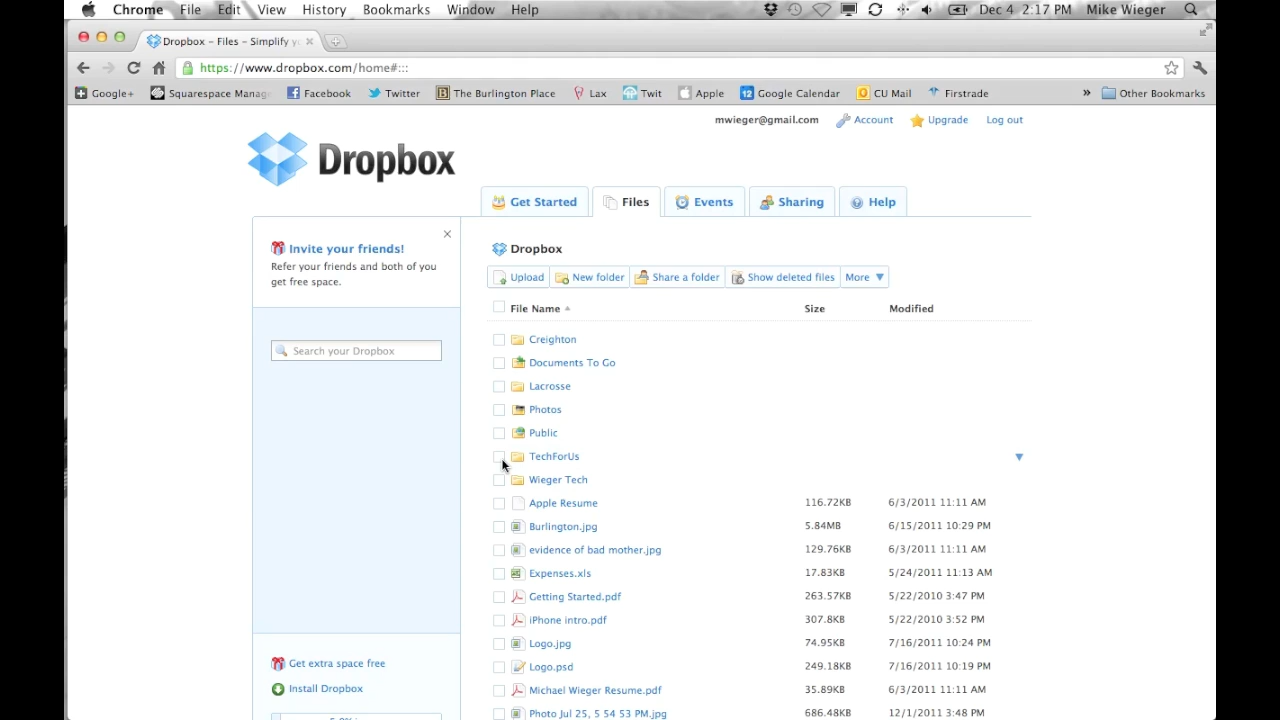 Chrome File Edit View History Bookmarks Window Help Dec 4 2:17 PM Mike Wieger
Dropbox – Files – Simplify
https://www.dropbox.com/home#:::
Google+ Squarespace Manag Facebook Twitter The Burlington Place Lax Twit Apple Google Calendar CU Mail Firstrade » Other Bookmarks
mwieger@gmail.com Account Upgrade Log out
Dropbox
Get Started Files Events Sharing Help
Invite your friends!
Refer your friends and both of you
get free space.
Search your Dropbox
Get extra space free
Install Dropbox
Dropbox
Upload New folder Share a folder Show deleted files More
File Name Size Modified
Creighton
Documents To Go
Lacrosse
Photos
Public
TechForUs
Wieger Tech
Apple Resume 116.72KB 6/3/2011 11:11 AM
Burlington.jpg 5.84MB 6/15/2011 10:29 PM
evidence of bad mother.jpg 129.76KB 6/3/2011 11:11 AM
Expenses.xls 17.83KB 5/24/2011 11:13 AM
Getting Started.pdf 263.57KB 5/22/2010 3:47 PM
iPhone intro.pdf 307.8KB 5/22/2010 3:52 PM
Logo.jpg 74.95KB 7/16/2011 10:24 PM
Logo.psd 249.18KB 7/16/2011 10:19 PM
Michael Wieger Resume.pdf 35.89KB 6/3/2011 11:11 AM
Photo Jul 25, 5 54 53 PM.jpg 686.48KB 12/1/2011 3:48 PM